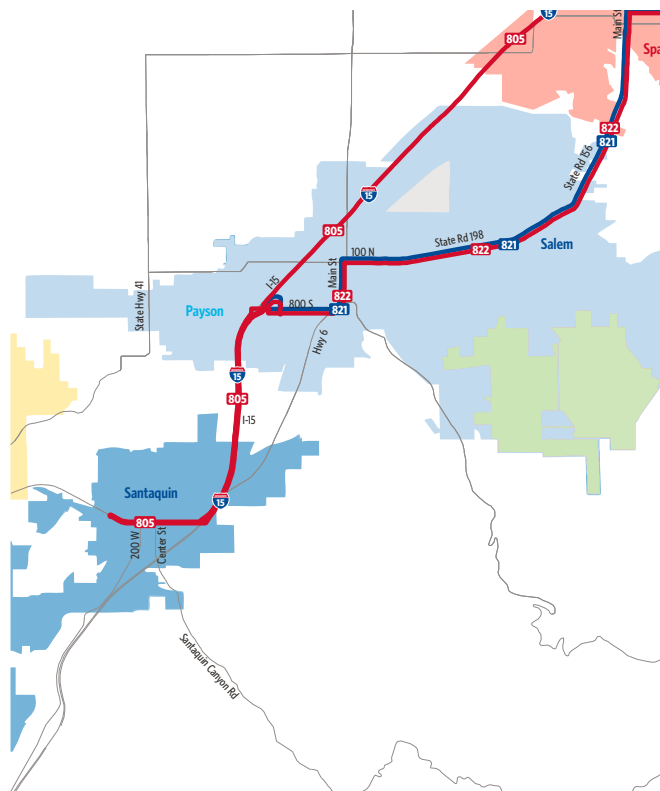 15
Main St
805
Spa
822
821
State Rd 156
15
805
State Rd 198
821
822
Salem
100 N
Main St
I-15
State Hwy 41
Payson
800 S
822
821
Hwy 6
15
805
I-15
Santaquin
15
805
200 W
Center St
Santaquin Canyon Rd